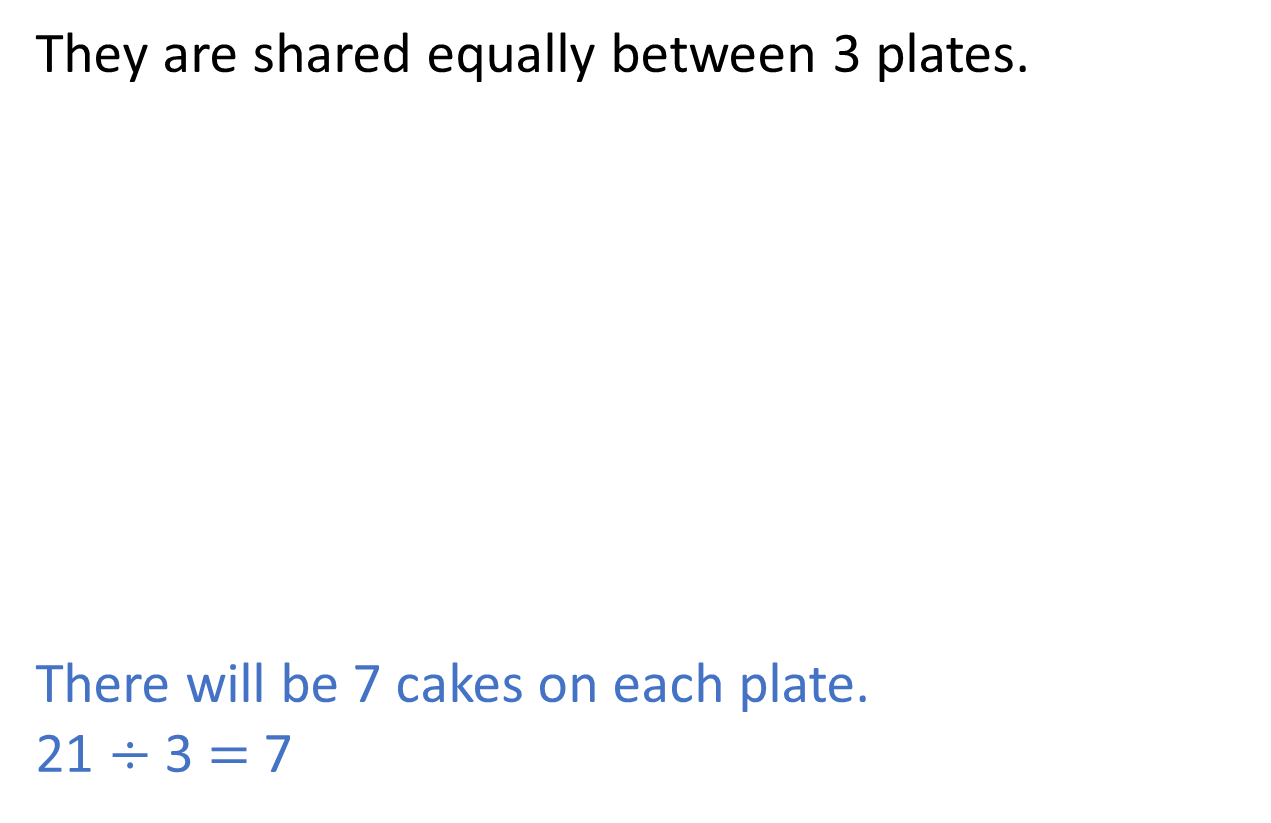 They are shared equally between 3 plates.
There will be 7 cakes on each plate.
21 ÷ 3 = 7